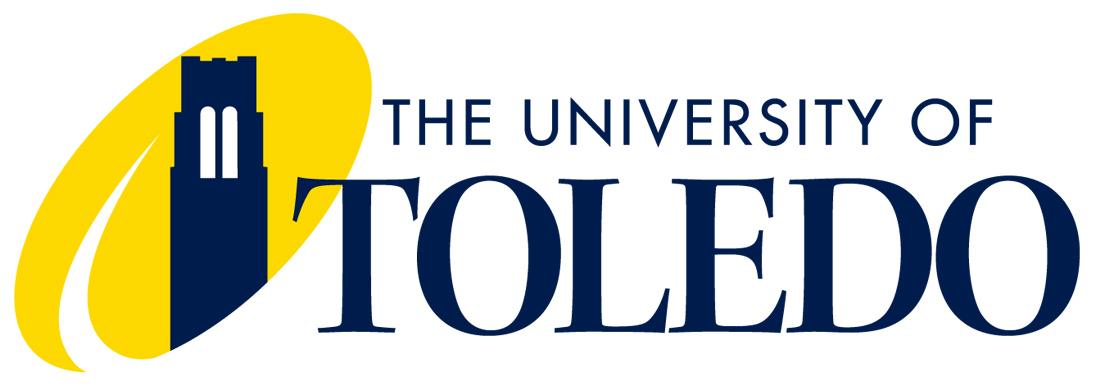 THE UNIVERSITY OF
TOLEDO